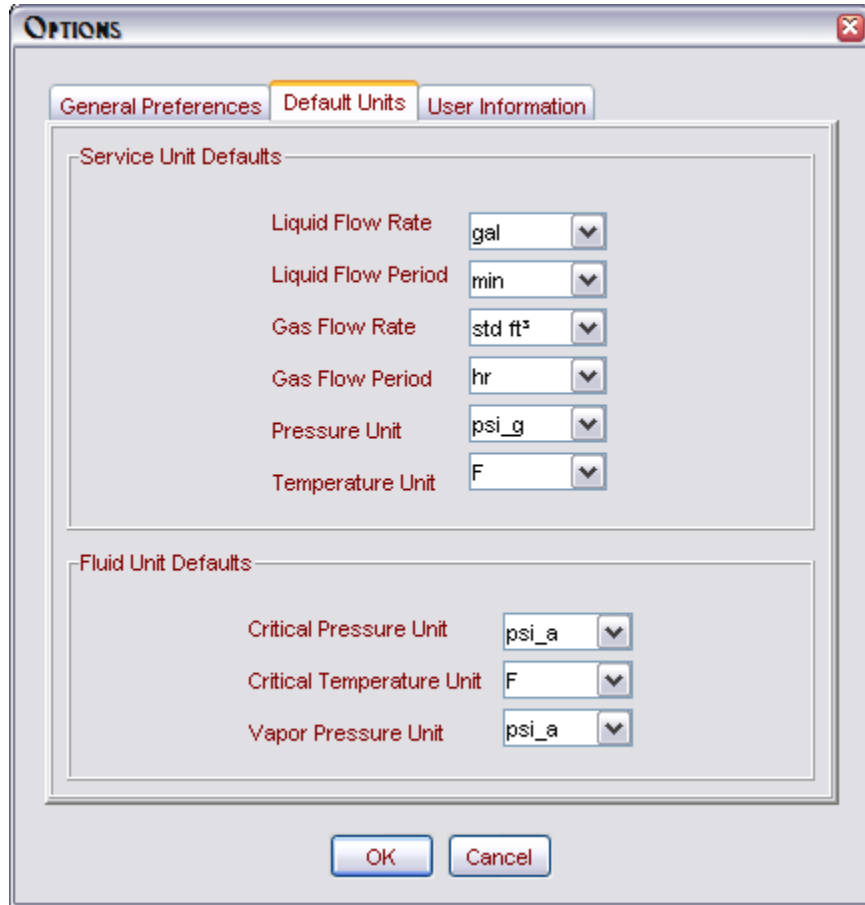 OPTIONS
General Preferences Default Units User Information
Service Unit Defaults
Liquid Flow Rate gal
Liquid Flow Period min
Gas Flow Rate std ft³
Gas Flow Period hr
Pressure Unit psi_g
Temperature Unit F
Fluid Unit Defaults
Critical Pressure Unit psi_a
Critical Temperature Unit F
Vapor Pressure Unit psi_a
OK Cancel